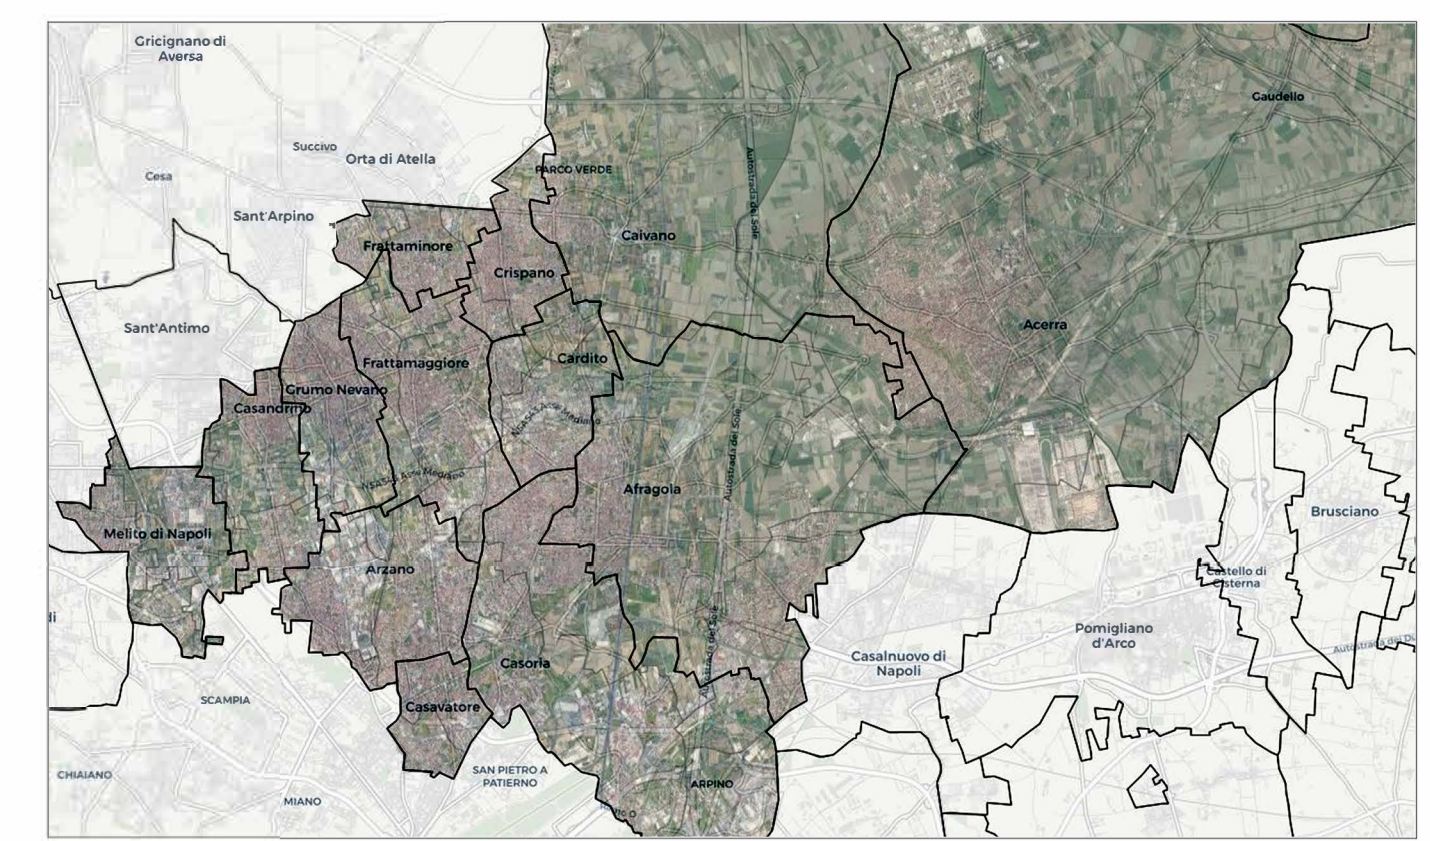 Gricignano di
Aversa
Gaudello
Succivo
Orta di Atella
PARCO VERDE
Cesa
Autostrada del Sole
Sant'Arpino
Caivano
Frattaminore
Crispano
Sant'Antimo
Acerra
Cardito
Frattamaggiore
Grumo Nevano
Casandrino
Autostrada del Sole
Afragola
Brusciano
Melito di Napoli
Arzano
Castello di
Cisterna
Pomigliano
d'Arco
Autostrada del Sole
Casalnuovo di
Napoli
Casoria
SCAMPIA
Casavatore
SAN PIETRO A
PATIERNO
CHIAIANO
ARPINO
MIANO